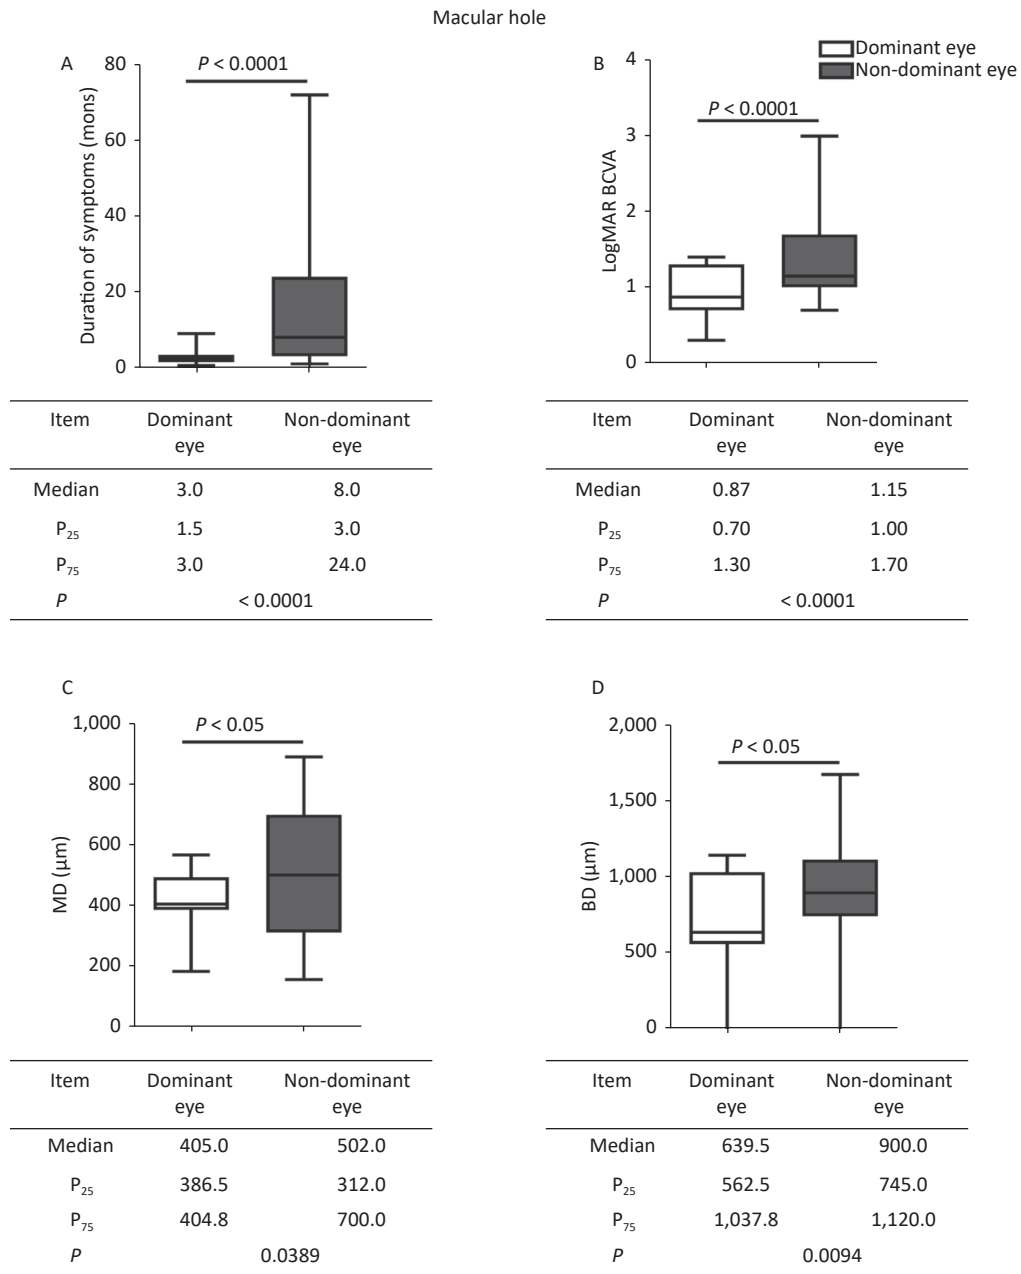 Macular hole
A
P < 0.0001
80
60
40
20
0
Duration of symptoms (mons)
Item Dominant eye Non-dominant eye
Median 3.0 8.0
P25 1.5 3.0
P75 3.0 24.0
P < 0.0001
B
Dominant eye
Non-dominant eye
P < 0.0001
4
3
2
1
0
LogMAR BCVA
Item Dominant eye Non-dominant eye
Median 0.87 1.15
P25 0.70 1.00
P75 1.30 1.70
P < 0.0001
C
P < 0.05
1,000
800
600
400
200
0
MD (μm)
Item Dominant eye Non-dominant eye
Median 405.0 502.0
P25 386.5 312.0
P75 404.8 700.0
P 0.0389
D
P < 0.05
2,000
1,500
1,000
500
0
BD (μm)
Item Dominant eye Non-dominant eye
Median 639.5 900.0
P25 562.5 745.0
P75 1,037.8 1,120.0
P 0.0094